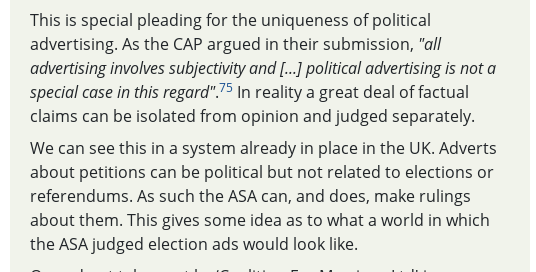 This is special pleading for the uniqueness of political
advertising. As the CAP argued in their submission, "all
advertising involves subjectivity and [...] political advertising is not a
special case in this regard".75 In reality a great deal of factual
claims can be isolated from opinion and judged separately.
We can see this in a system already in place in the UK. Adverts
about petitions can be political but not related to elections or
referendums. As such the ASA can, and does, make rulings
about them. This gives some idea as to what a world in which
the ASA judged election ads would look like.